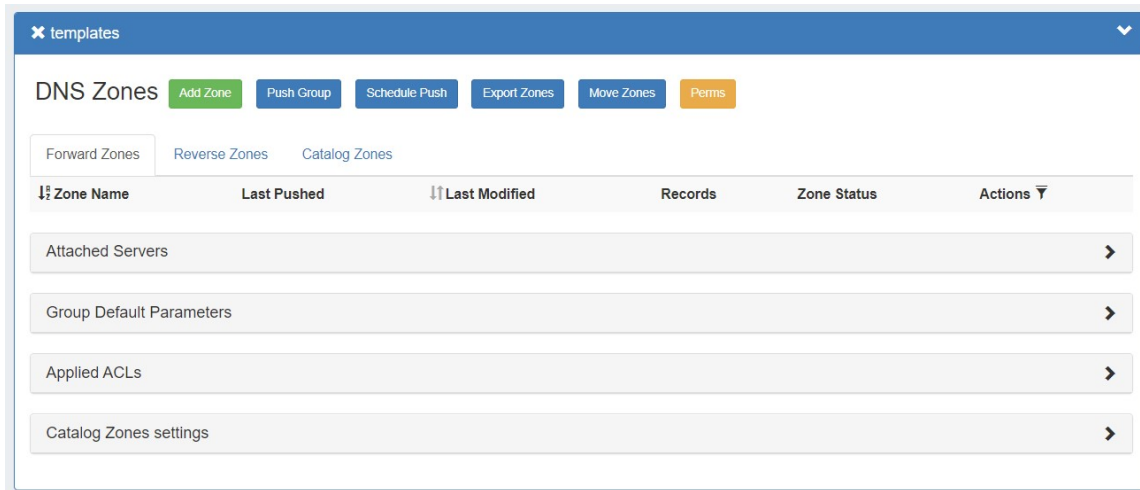 templates
DNS Zones Add Zone Push Group Schedule Push Export Zones Move Zones Perms
Forward Zones Reverse Zones Catalog Zones
Zone Name Last Pushed Last Modified Records Zone Status Actions
Attached Servers
Group Default Parameters
Applied ACLs
Catalog Zones settings